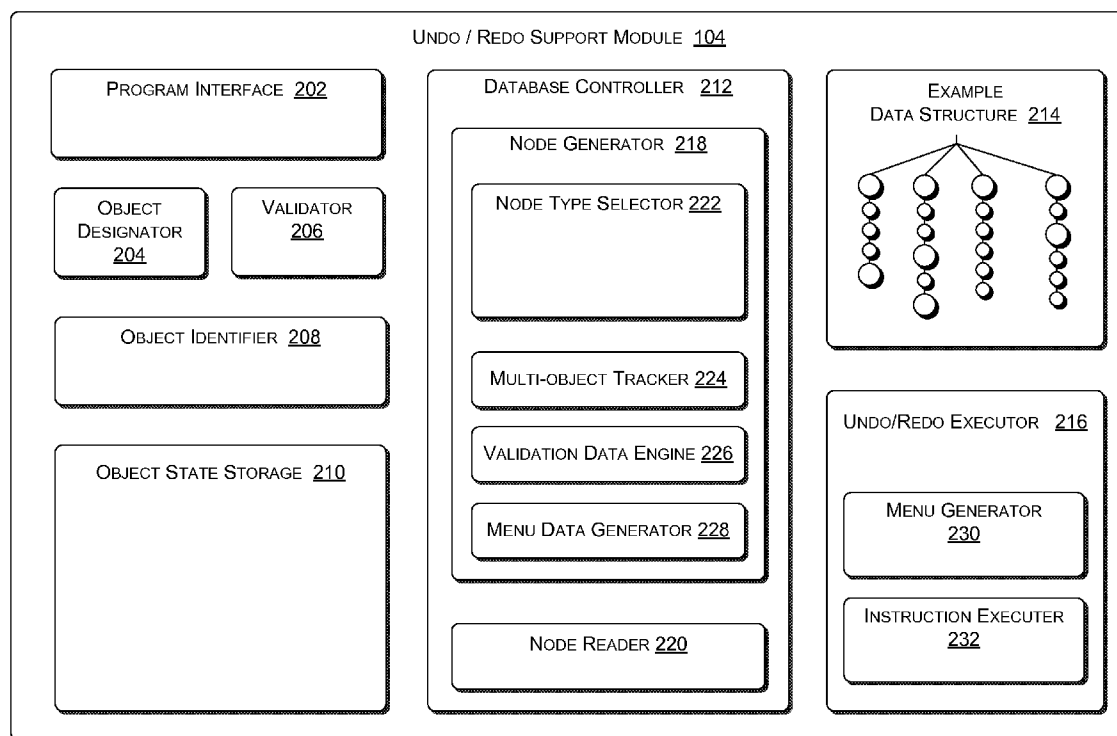 UNDO / REDO SUPPORT MODULE 104
PROGRAM INTERFACE 202
OBJECT
DESIGNATOR
204
VALIDATOR
206
OBJECT IDENTIFIER 208
OBJECT STATE STORAGE 210
DATABASE CONTROLLER 212
NODE GENERATOR 218
NODE TYPE SELECTOR 222
MULTI-OBJECT TRACKER 224
VALIDATION DATA ENGINE 226
MENU DATA GENERATOR 228
NODE READER 220
EXAMPLE
DATA STRUCTURE 214
UNDO/REDO EXECUTOR 216
MENU GENERATOR
230
INSTRUCTION EXECUTER
232